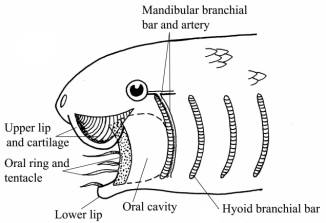 Mandibular branchial
bar and artery
Upper lip
and cartilage
Oral ring and
tentacle
Lower lip
Oral cavity
Hyoid branchial bar